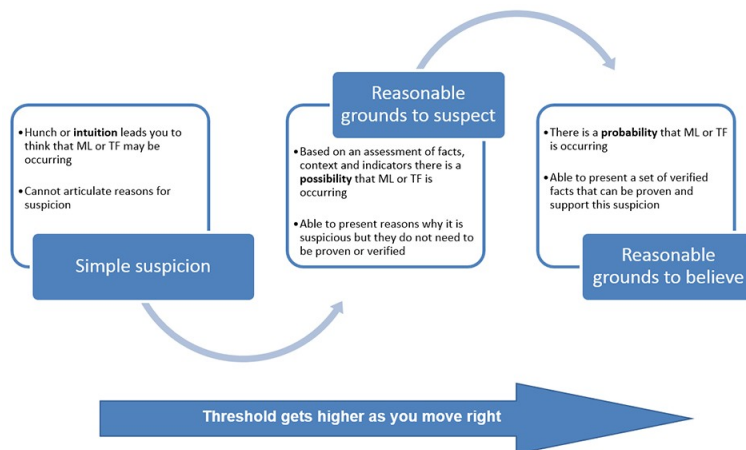 • Hunch or intuition leads you to
think that ML or TF may be
occurring
• Cannot articulate reasons for
suspicion
Simple suspicion
Reasonable
grounds to suspect
• Based on an assessment of facts,
context and indicators there is a
possibility that ML or TF is
occurring
• Able to present reasons why it is
suspicious but they do not need to
be proven or verified
• There is a probability that ML or TF
is occurring
• Able to present a set of verified
facts that can be proven and
support this suspicion
Reasonable
grounds to believe
Threshold gets higher as you move right